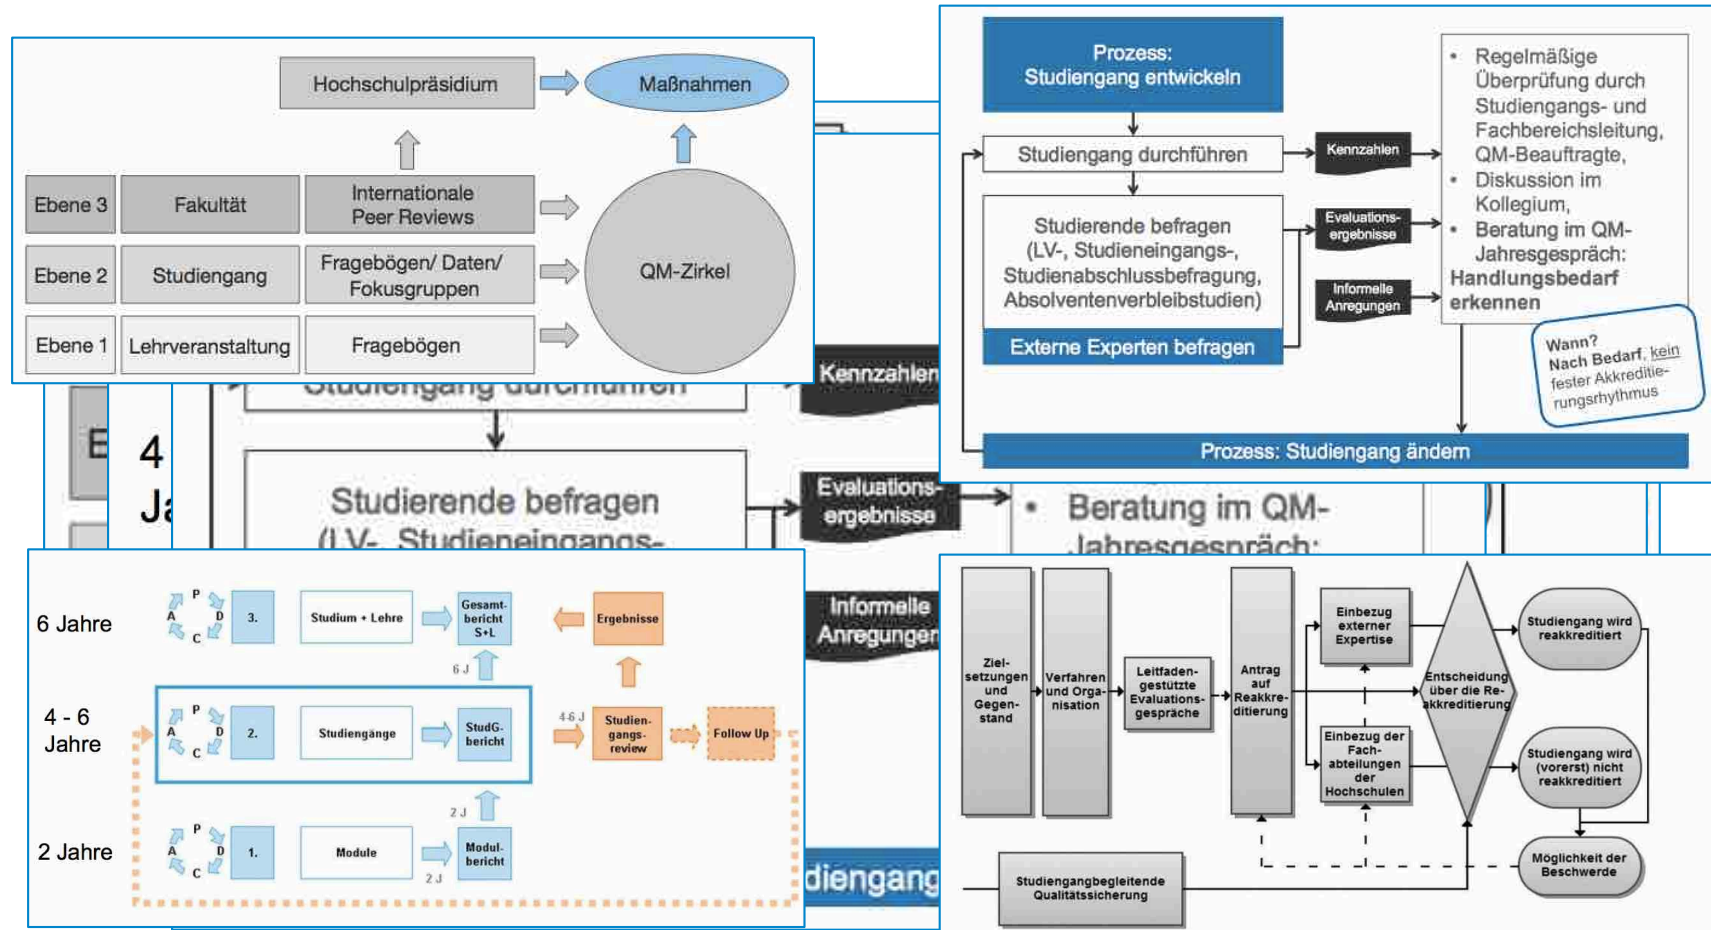 Hochschulpräsidium
Maßnahmen
Ebene 3
Fakultät
Internationale
Peer Reviews
Ebene 2
Studiengang
Fragebögen/ Daten/
Fokusgruppen
QM-Zirkel
Ebene 1
Lehrveranstaltung
Fragebögen
Prozess:
Studiengang entwickeln
Studiengang durchführen
Kennzahlen
Studierende befragen
(LV-, Studieneingangs-,
Studienabschlussbefragung,
Absolventenverbleibstudien)
Evaluations-
ergebnisse
Informelle
Anregungen
Externe Experten befragen
• Regelmäßige
Überprüfung durch
Studiengangs- und
Fachbereichsleitung,
QM-Beauftragte,
• Diskussion im
Kollegium,
• Beratung im QM-
Jahresgespräch:
Handlungsbedarf
erkennen
Wann?
Nach Bedarf, kein
fester Akkreditie-
rungsrhythmus
Prozess: Studiengang ändern
Studiengang durchführen
Kennzahlen
4
Studierende befragen
(LV-, Studieneingangs-
Evaluations-
ergebnisse
• Beratung im QM-
Jahresgespräch:
Informelle
Anregungen
diengang
6 Jahre
P
A
D
C
3.
Studium + Lehre
Gesamt-
bericht
S+L
Ergebnisse
6 J
4 - 6
Jahre
P
A
D
C
2.
Studiengänge
StudG-
bericht
4-6 J
Studien-
gangs-
review
Follow Up
2 J
2 Jahre
P
A
D
C
1.
Module
2 J
Modul-
bericht
Ziel-
setzungen
und
Gegen-
stand
Verfahren
und Orga-
nisation
Leitfaden-
gestützte
Evaluations-
gespräche
Antrag
auf
Reakkre-
ditierung
Einbezug
externer
Expertise
Einbezug der
Fach-
abteilungen
der
Hochschulen
Entscheidung
über die Re-
akkreditierung
Studiengang wird
reakkreditiert
Studiengang wird
(vorerst) nicht
reakkreditiert
Möglichkeit der
Beschwerde
Studiengangbegleitende
Qualitätssicherung